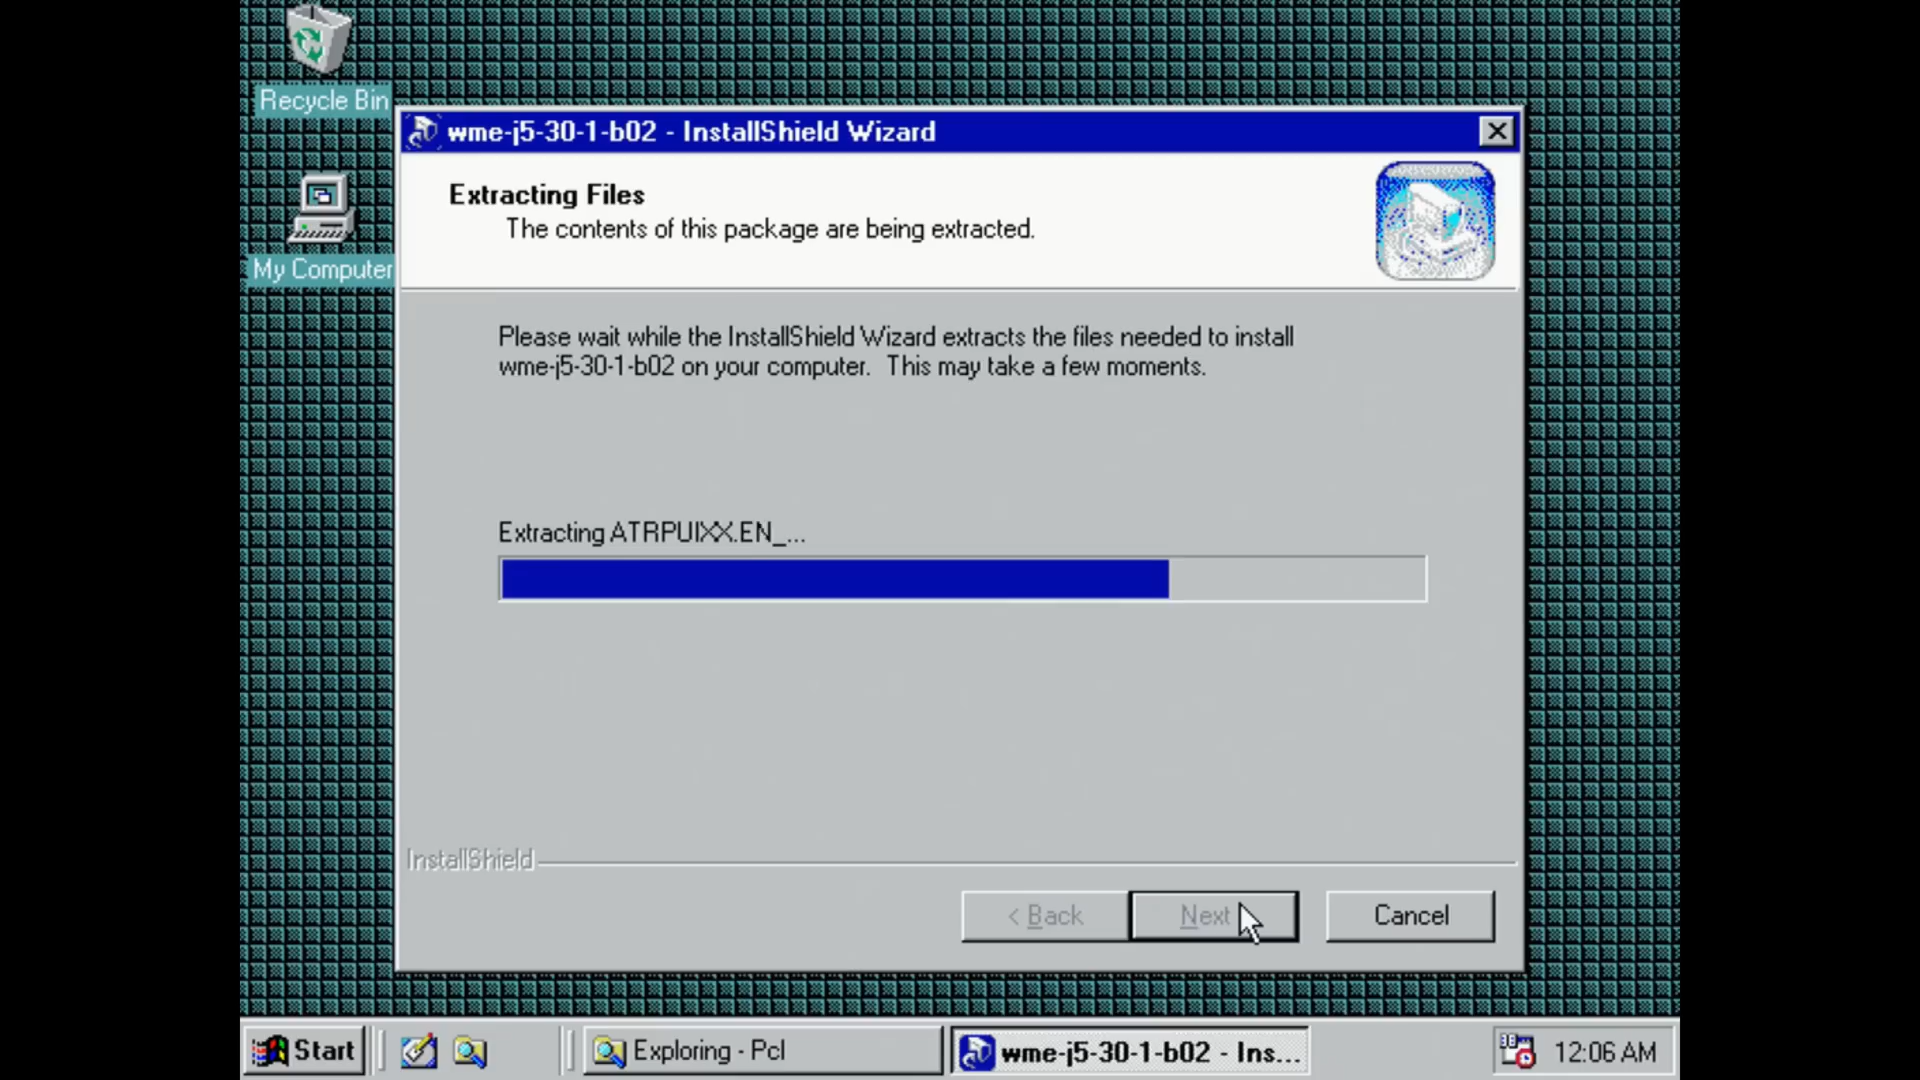 Recycle Bin
My Computer
wme-j5-30-1-b02 - InstallShield Wizard
Extracting Files
The contents of this package are being extracted.
Please wait while the InstallShield Wizard extracts the files needed to install
wme-j5-30-1-b02 on your computer.  This may take a few moments.
Extracting ATRPUIXX.EN_...
InstallShield
< Back
Next
Cancel
Start
Exploring - Pcl
wme-j5-30-1-b02 - Ins...
12:06 AM